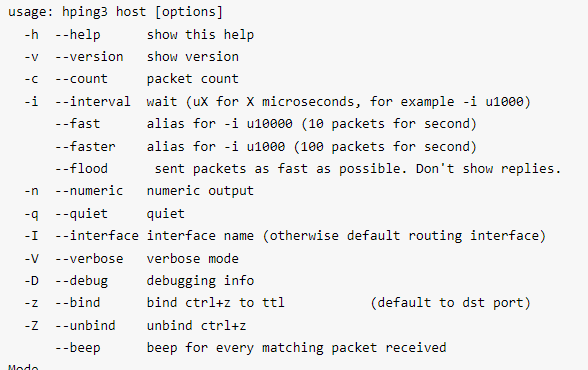 usage: hping3 host [options]
-h --help show this help
-v --version show version
-c --count packet count
-i --interval wait (uX for X microseconds, for example -i u1000)
--fast alias for -i u10000 (10 packets for second)
--faster alias for -i u1000 (100 packets for second)
--flood sent packets as fast as possible. Don't show replies.
-n --numeric numeric output
-q --quiet quiet
-I --interface interface name (otherwise default routing interface)
-V --verbose verbose mode
-D --debug debugging info
-z --bind bind ctrl+z to ttl (default to dst port)
-Z --unbind unbind ctrl+z
--beep beep for every matching packet received
Mode